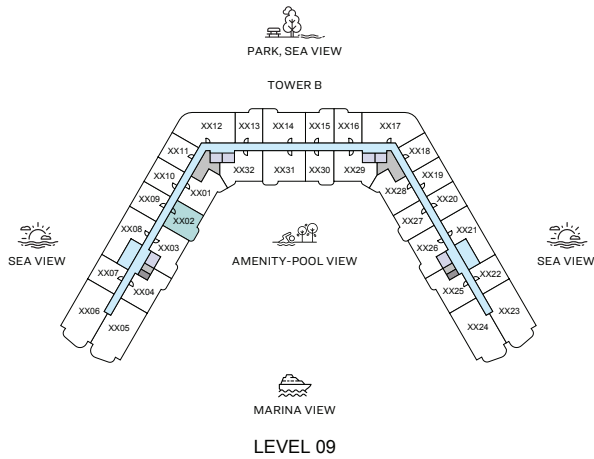 PARK, SEA VIEW
TOWER B
XX12
XX13
XX14
XX15
XX16
XX17
XX11
XX18
XX32
XX31
XX30
XX29
XX10
XX19
XX01
XX28
XX09
XX20
XX02
XX27
XX08
XX21
XX03
XX26
SEA VIEW
AMENITY-POOL VIEW
SEA VIEW
XX07
XX22
XX04
XX25
XX06
XX23
XX05
XX24
MARINA VIEW
LEVEL 09